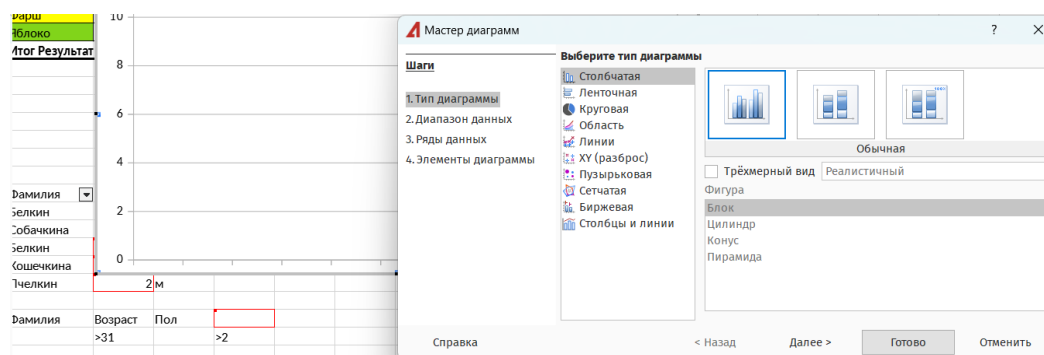 Фарш
Яблоко
Итог Результат
10
8
6
4
2
0
Фамилия
Белкин
Собачкина
Белкин
Кошечкина
Пчелкин
2 м
Фамилия Возраст Пол
>31 >2
Мастер диаграмм
?
Шаги
1. Тип диаграммы
2. Диапазон данных
3. Ряды данных
4. Элементы диаграммы
Выберите тип диаграммы
Столбчатая
Ленточная
Круговая
Область
Линии
XY (разброс)
Пузырьковая
Сетчатая
Биржевая
Столбцы и линии
Обычная
Трёхмерный вид Реалистичный
Фигура
Блок
Цилиндр
Конус
Пирамида
Справка
< Назад Далее > Готово Отменить